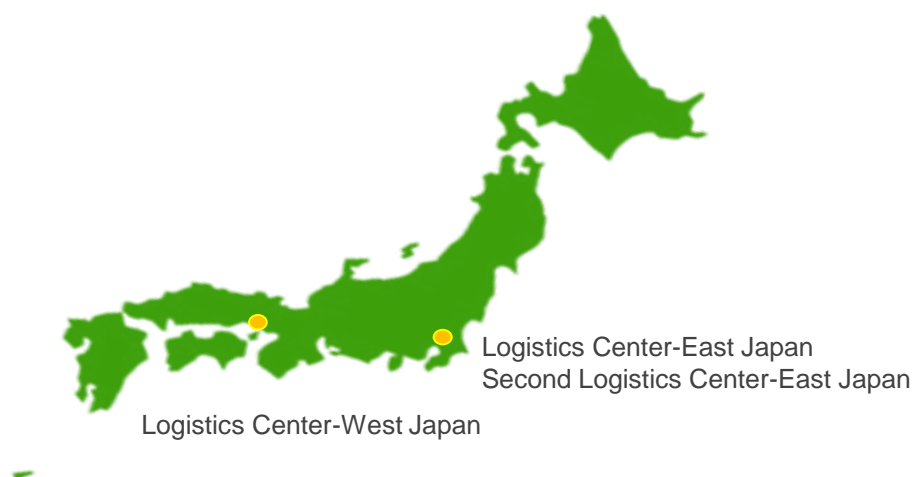 Logistics Center-East Japan
Second Logistics Center-East Japan
Logistics Center-West Japan